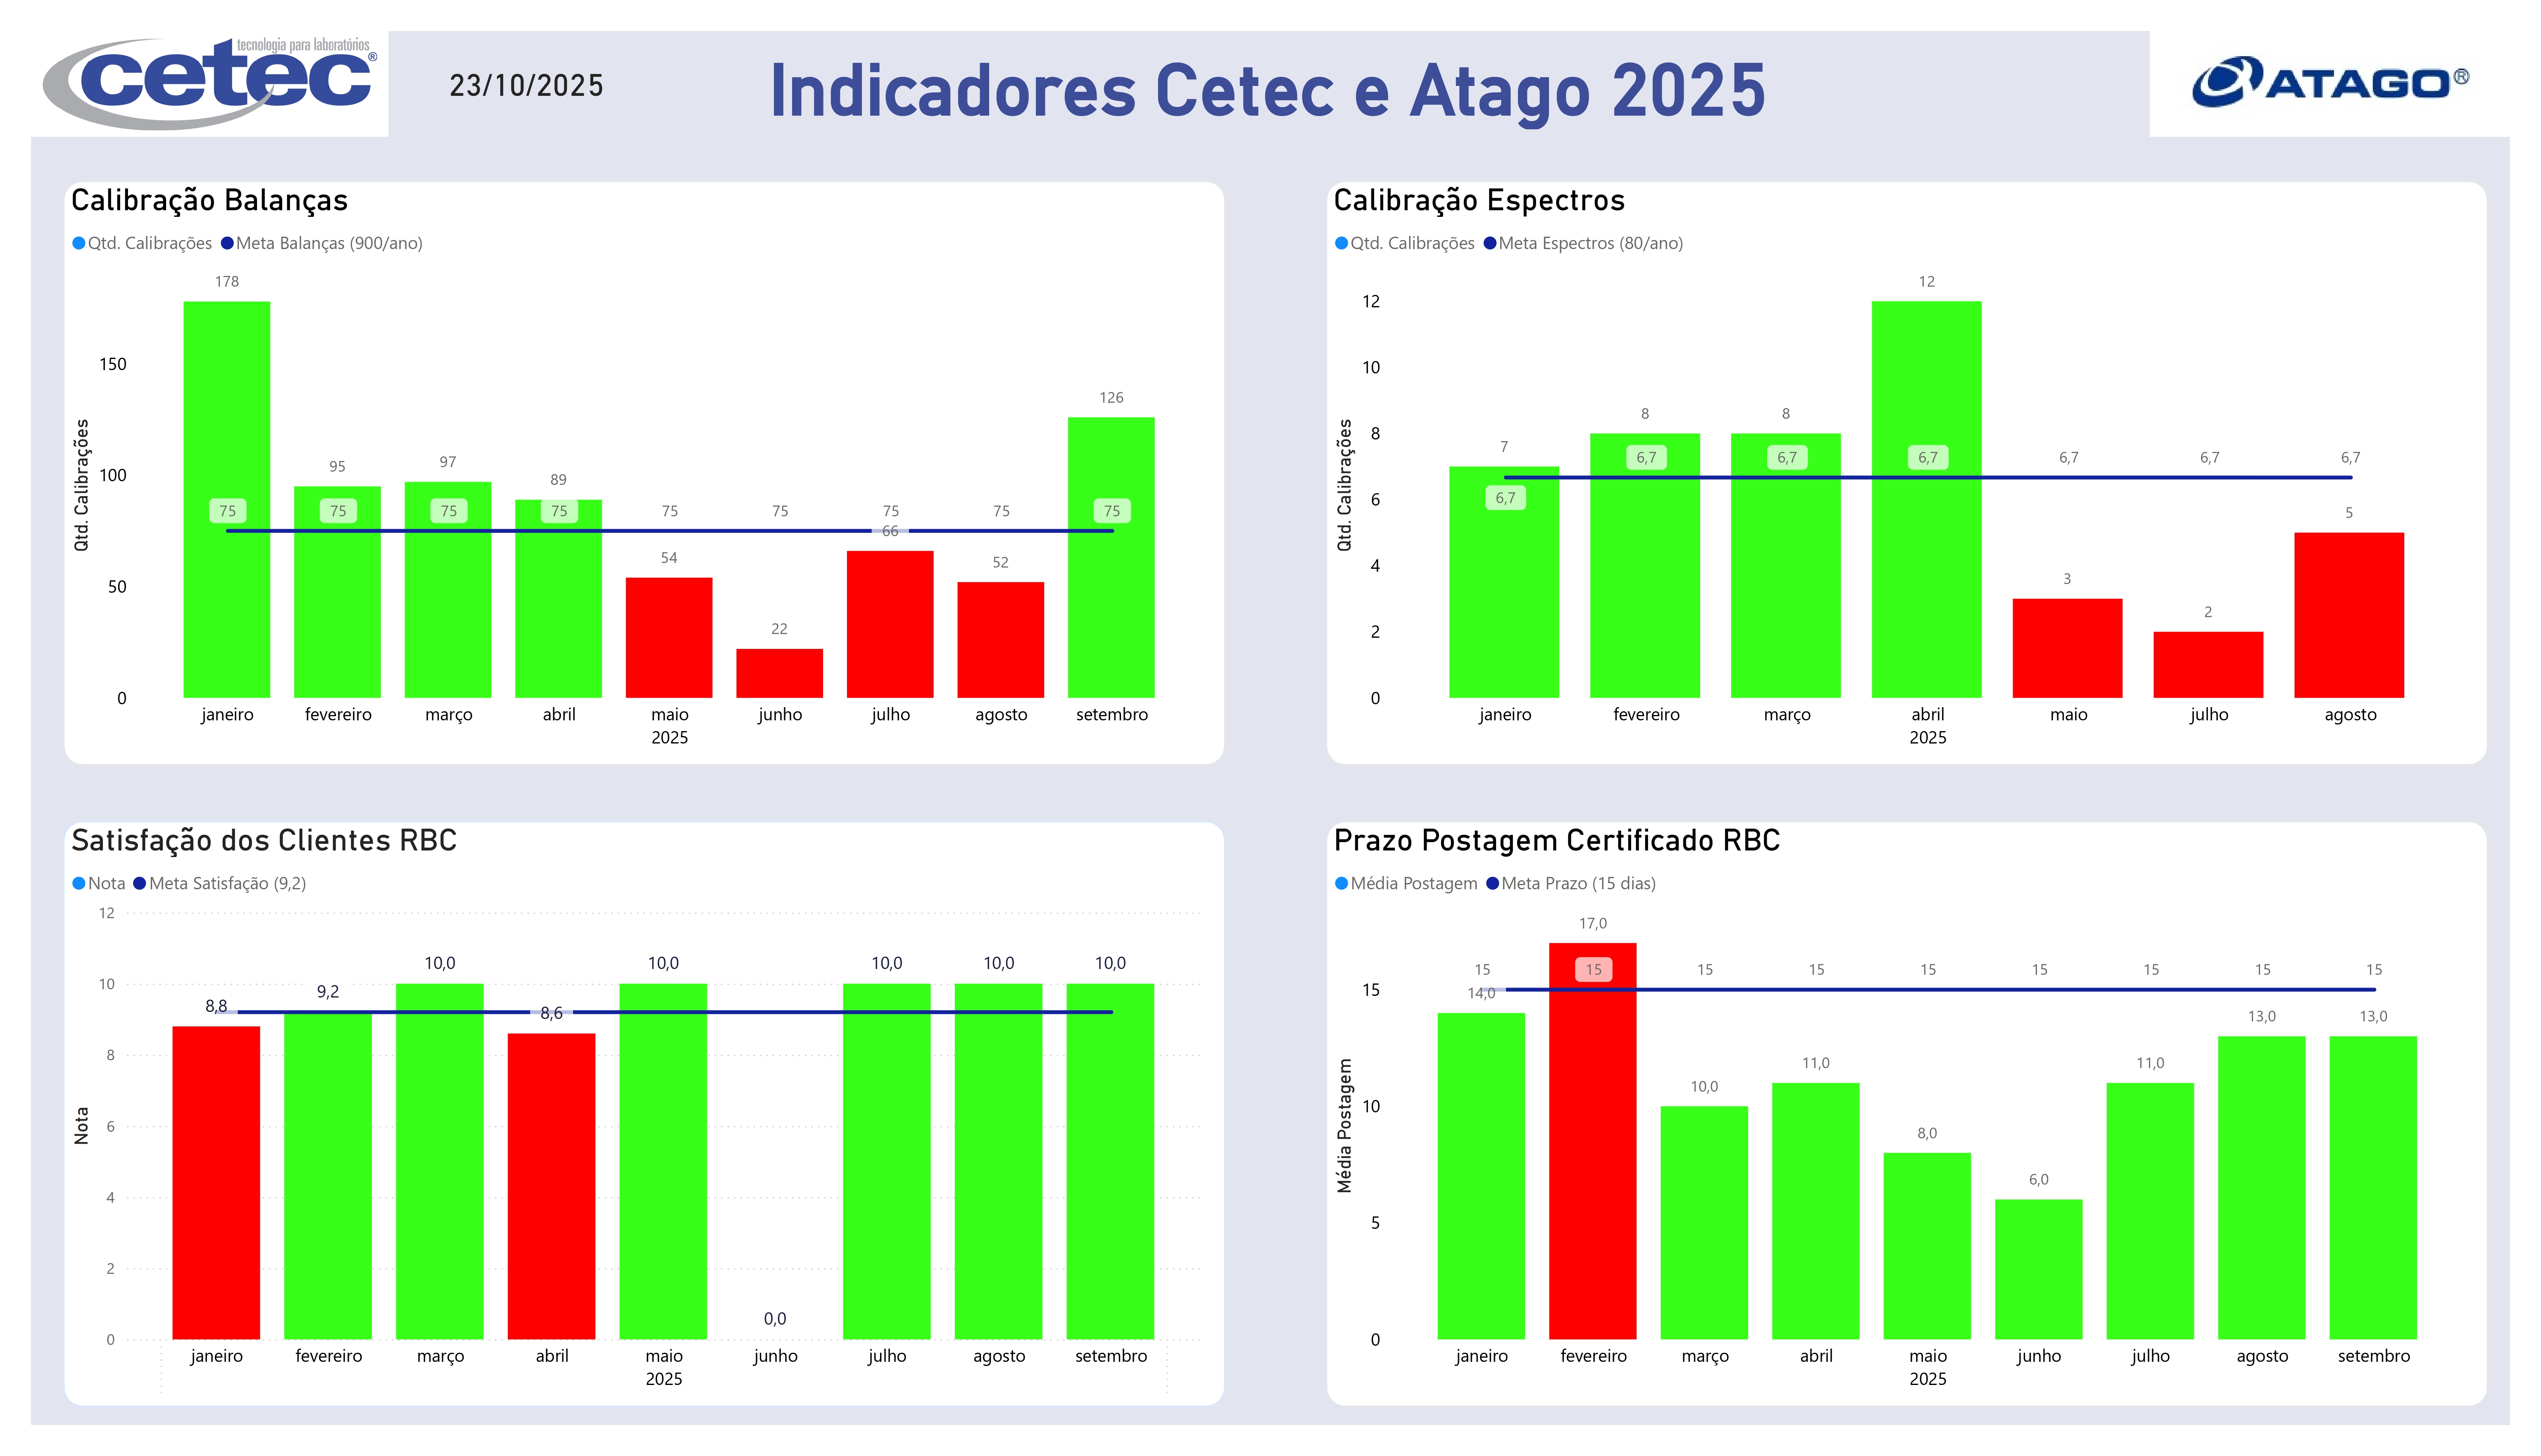 tecnologia para laboratórios
cetec®
23/10/2025
Indicadores Cetec e Atago 2025
ATAGO®
Calibração Balanças
Qtd. Calibrações Meta Balanças (900/ano)
Qtd. Calibrações
150
100
50
0
178
95
97
89
54
22
66
52
126
75 75 75 75 75 75 75 75 75
janeiro fevereiro março abril maio junho julho agosto setembro
2025
Calibração Espectros
Qtd. Calibrações Meta Espectros (80/ano)
Qtd. Calibrações
12
10
8
6
4
2
0
7
8
8
12
3
2
5
6,7 6,7 6,7 6,7 6,7 6,7 6,7
janeiro fevereiro março abril maio julho agosto
2025
Satisfação dos Clientes RBC
Nota Meta Satisfação (9,2)
Nota
12
10
8
6
4
2
0
8,8
9,2
10,0
8,6
10,0
0,0
10,0
10,0
10,0
janeiro fevereiro março abril maio junho julho agosto setembro
2025
Prazo Postagem Certificado RBC
Média Postagem Meta Prazo (15 dias)
Média Postagem
15
10
5
0
14,0
17,0
10,0
11,0
8,0
6,0
11,0
13,0
13,0
15 15 15 15 15 15 15 15 15
janeiro fevereiro março abril maio junho julho agosto setembro
2025